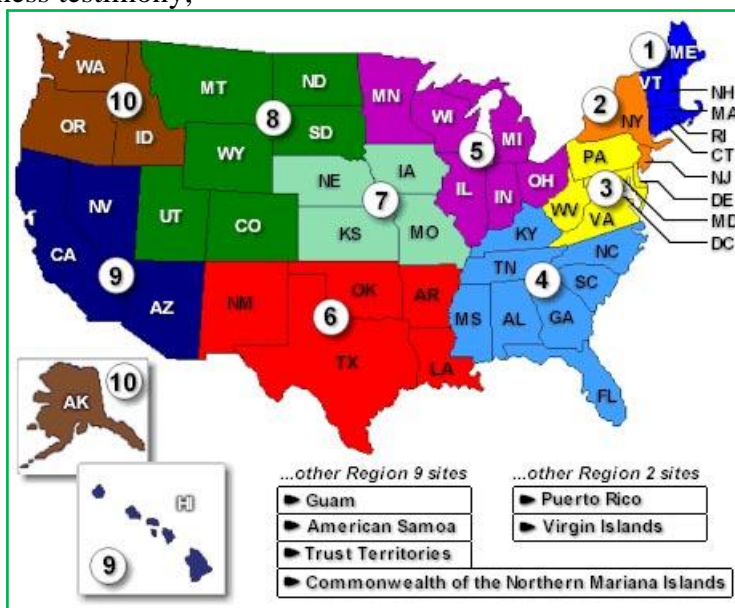 ness testimony;
1
ME
WA
VT
NH
MT
ND
10
MN
2
MA
OR
ID
8
WI
NY
RI
SD
MI
5
CT
WY
PA
NJ
NE
IA
3
DE
NV
IL
IN
OH
WV
MD
UT
7
VA
DC
CO
KS
MO
KY
CA
NC
9
TN
4
AZ
NM
OK
AR
SC
6
MS
AL
GA
TX
LA
FL
10
AK
HI
9
...other Region 9 sites
Guam
American Samoa
Trust Territories
Commonwealth of the Northern Mariana Islands
...other Region 2 sites
Puerto Rico
Virgin Islands